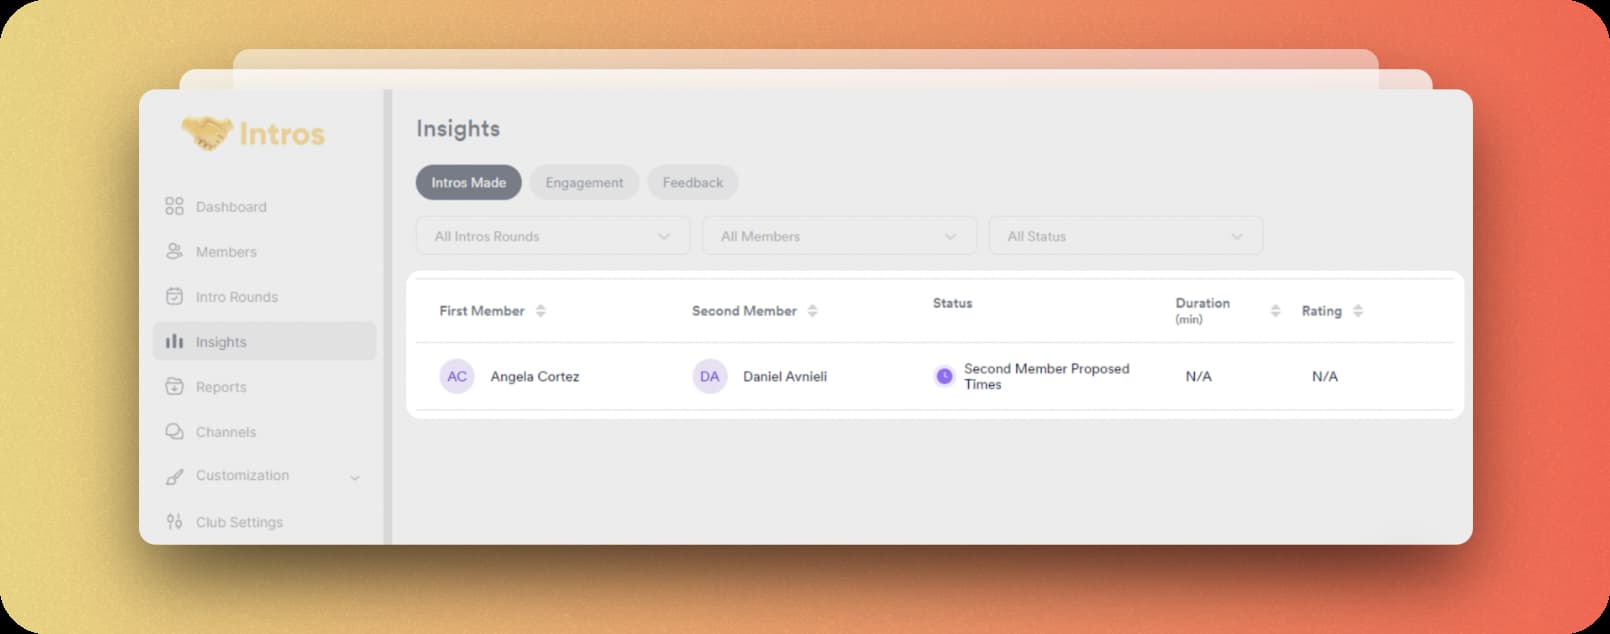 Intros
Dashboard
Members
Intro Rounds
Insights
Reports
Channels
Customization
Club Settings
Insights
Intros Made
Engagement
Feedback
All Intros Rounds
All Members
All Status
First Member
Second Member
Status
Duration
(min)
Rating
AC
Angela Cortez
DA
Daniel Avnieli
Second Member Proposed
Times
N/A
N/A